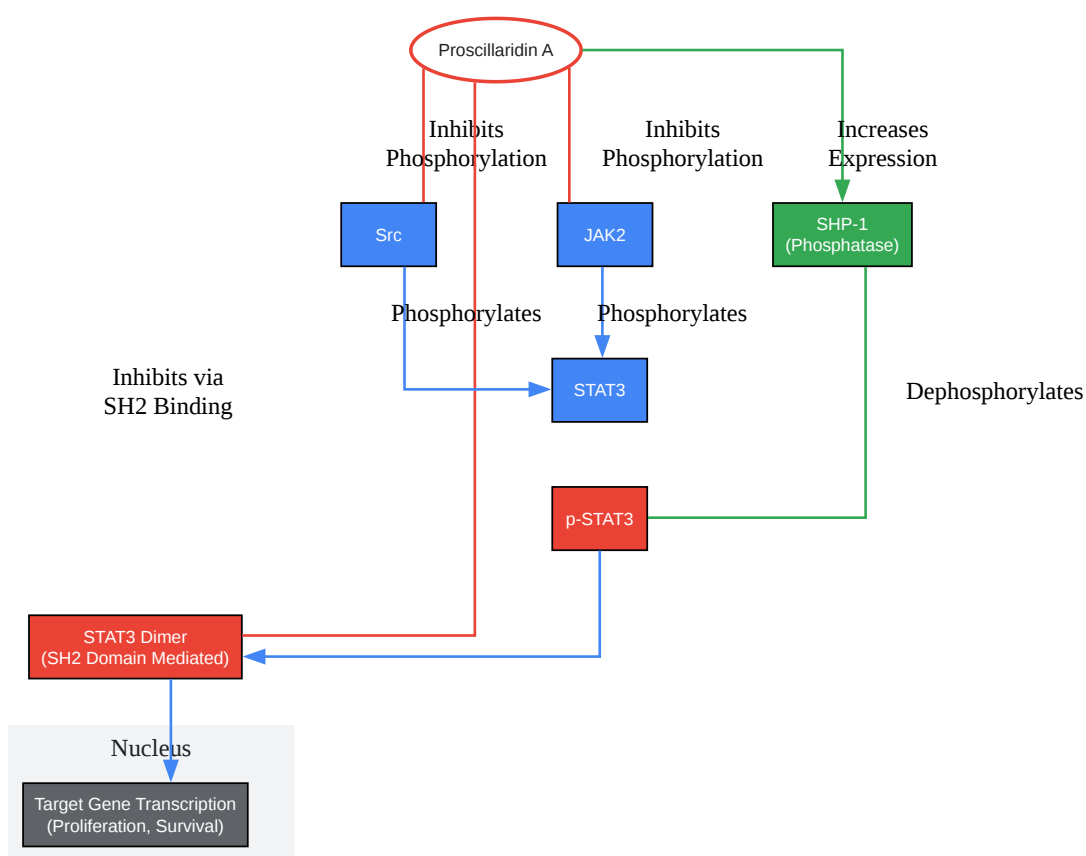 Proscillaridin A
Inhibits
Phosphorylation
Inhibits
Phosphorylation
Increases
Expression
Src
JAK2
SHP-1
(Phosphatase)
Phosphorylates
Phosphorylates
Inhibits via
SH2 Binding
STAT3
Dephosphorylates
p-STAT3
STAT3 Dimer
(SH2 Domain Mediated)
Nucleus
Target Gene Transcription
(Proliferation, Survival)